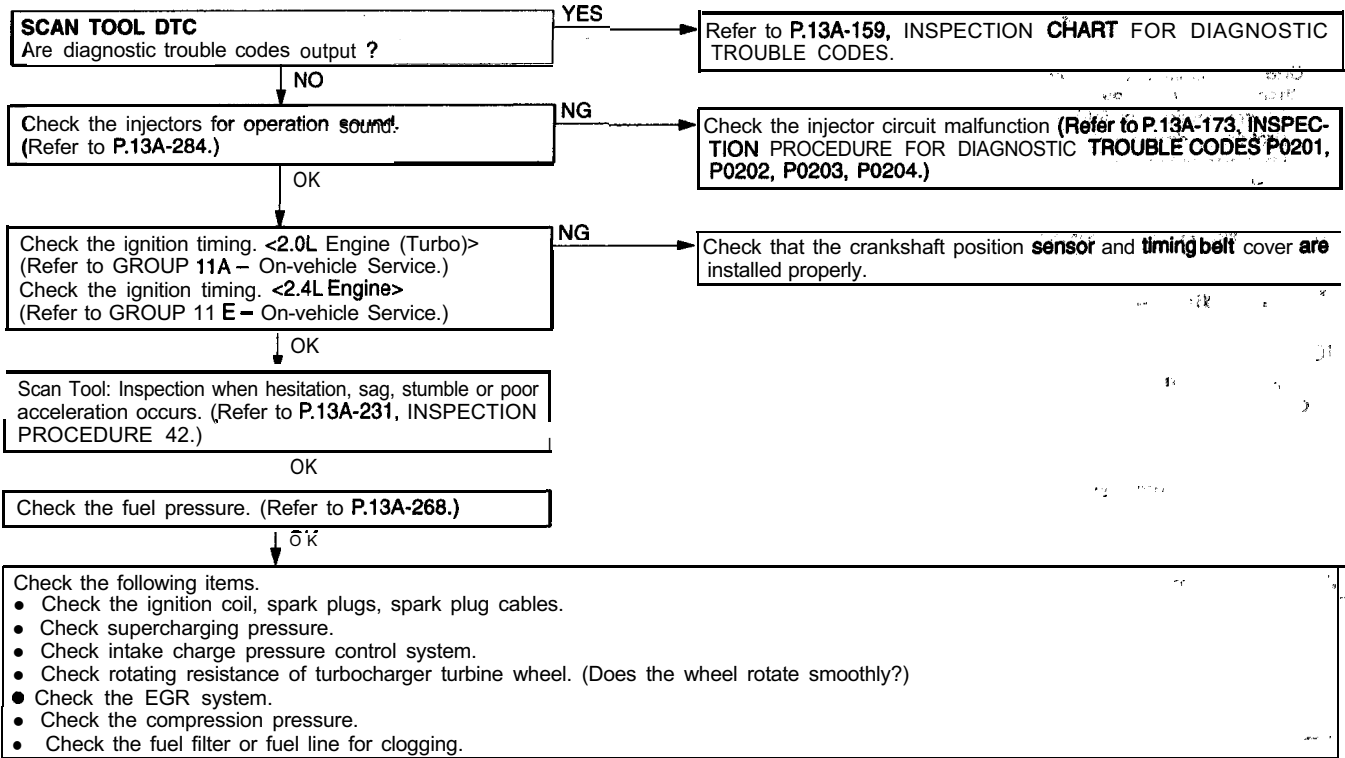 SCAN TOOL DTC
Are diagnostic trouble codes output ?
YES
Refer to P.13A-159, INSPECTION CHART FOR DIAGNOSTIC
TROUBLE CODES.
NO
Check the injectors for operation sound.
(Refer to P.13A-284.)
NG
Check the injector circuit malfunction (Refer to P.13A-173, INSPEC-
TION PROCEDURE FOR DIAGNOSTIC TROUBLE CODES P0201,
P0202, P0203, P0204.)
OK
Check the ignition timing. <2.0L Engine (Turbo)>
(Refer to GROUP 11A – On-vehicle Service.)
Check the ignition timing. <2.4L Engine>
(Refer to GROUP 11 E – On-vehicle Service.)
NG
Check that the crankshaft position sensor and timing belt cover are
installed properly.
OK
Scan Tool: Inspection when hesitation, sag, stumble or poor
acceleration occurs. (Refer to P.13A-231, INSPECTION
PROCEDURE 42.)
OK
Check the fuel pressure. (Refer to P.13A-268.)
OK
Check the following items.
● Check the ignition coil, spark plugs, spark plug cables.
● Check supercharging pressure.
● Check intake charge pressure control system.
● Check rotating resistance of turbocharger turbine wheel. (Does the wheel rotate smoothly?)
● Check the EGR system.
● Check the compression pressure.
● Check the fuel filter or fuel line for clogging.